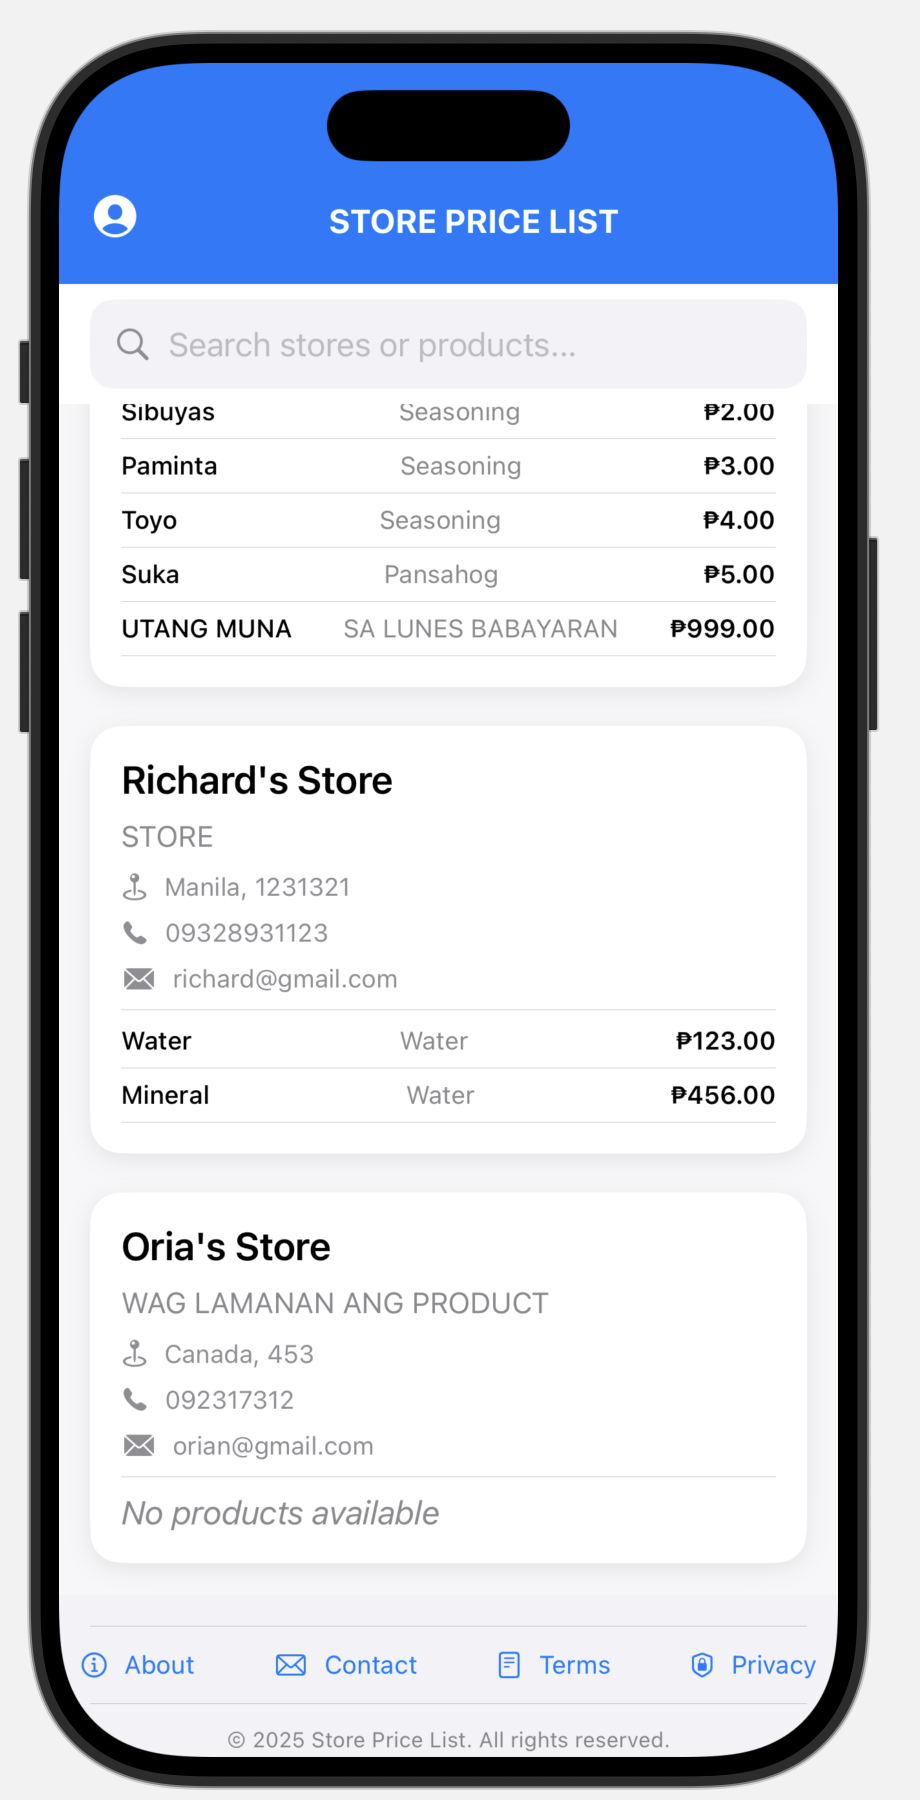 STORE PRICE LIST
Search stores or products...
Sibuyas Seasoning ₱2.00
Paminta Seasoning ₱3.00
Toyo Seasoning ₱4.00
Suka Pansahog ₱5.00
UTANG MUNA SA LUNES BABAYARAN ₱999.00
Richard's Store
STORE
Manila, 1231321
09328931123
richard@gmail.com
Water Water ₱123.00
Mineral Water ₱456.00
Oria's Store
WAG LAMANAN ANG PRODUCT
Canada, 453
092317312
orian@gmail.com
No products available
About Contact Terms Privacy
© 2025 Store Price List. All rights reserved.